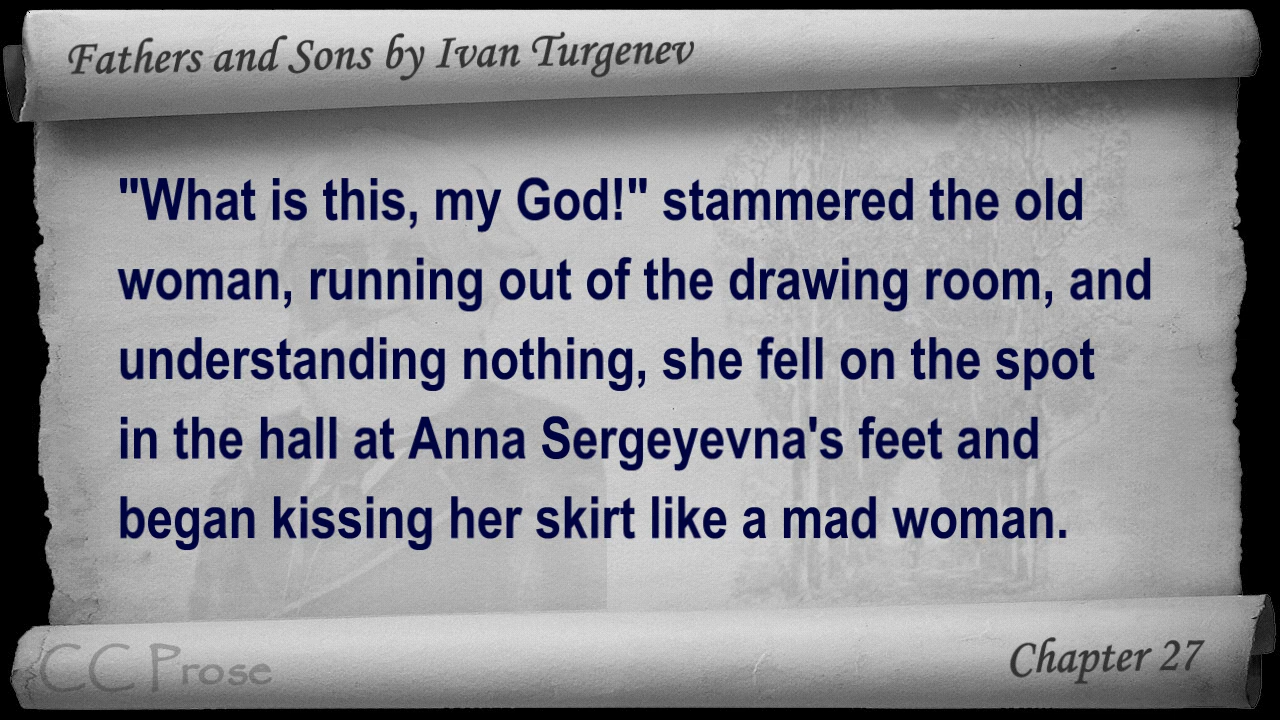 Fathers and Sons by Ivan Turgenev
"What is this, my God!" stammered the old
woman, running out of the drawing room, and
understanding nothing, she fell on the spot
in the hall at Anna Sergeyevna's feet and
began kissing her skirt like a mad woman.
CC Prose
Chapter 27